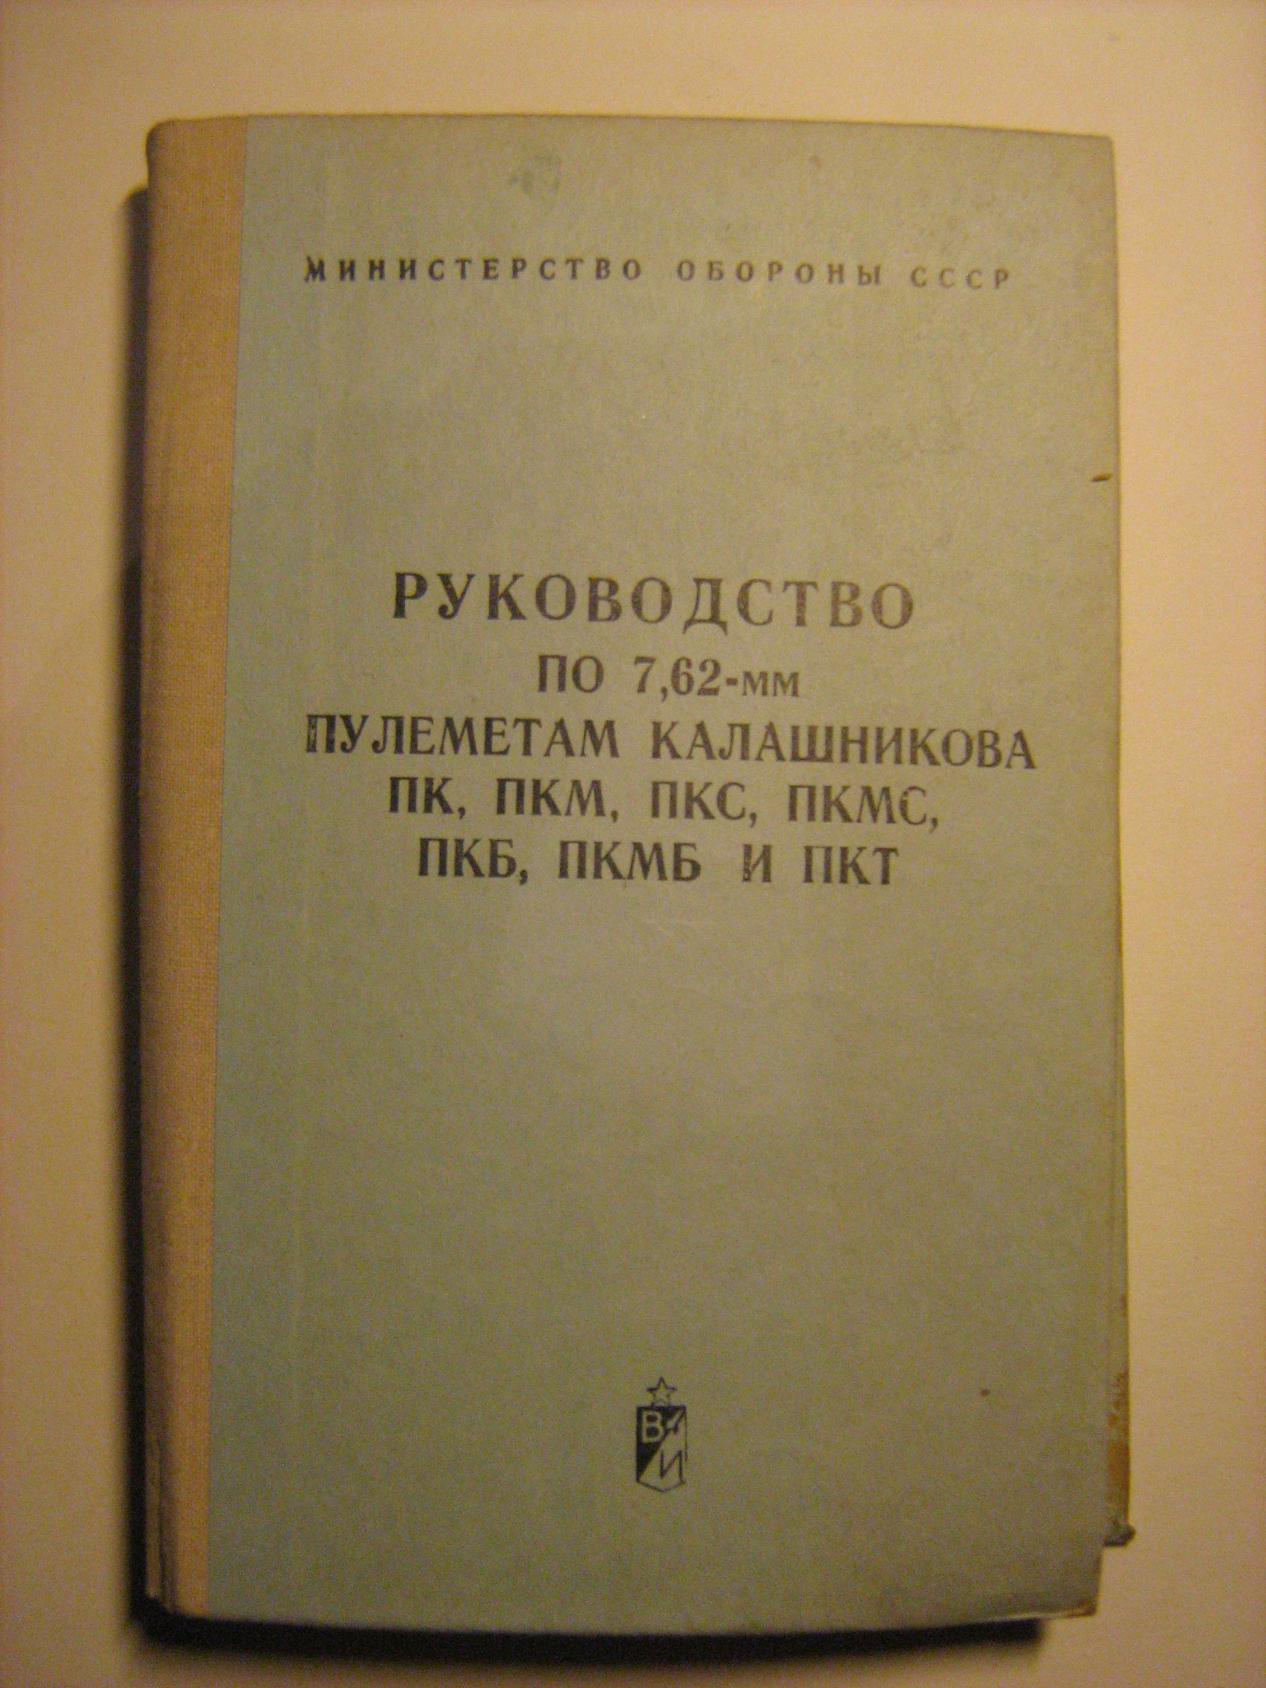 МИНИСТЕРСТВО ОБОРОНЫ СССР
РУКОВОДСТВО
ПО 7,62-мм
ПУЛЕМЕТАМ КАЛАШНИКОВА
ПК, ПКМ, ПКС, ПКМС,
ПКБ, ПКМБ И ПКТ
В
И